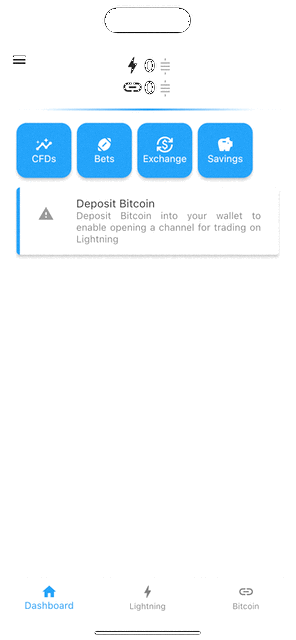 0
0
CFDs Bets Exchange Savings
Deposit Bitcoin
Deposit Bitcoin into your wallet to
enable opening a channel for trading on
Lightning
Dashboard Lightning Bitcoin